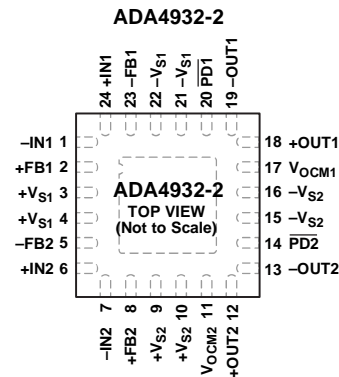 ADA4932-2
24 +IN1
23 –FB1
22 –VS1
21 –VS1
20 PD1
19 –OUT1
–IN1 1
+FB1 2
+VS1 3
+VS1 4
–FB2 5
+IN2 6
ADA4932-2
TOP VIEW
(Not to Scale)
18 +OUT1
17 VOCM1
16 –VS2
15 –VS2
14 PD2
13 –OUT2
–IN2 7
+FB2 8
+VS2 9
+VS2 10
VOCM2 11
+OUT2 12